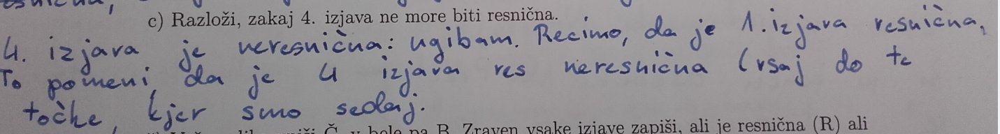 c) Razloži, zakaj 4. izjava ne more biti resnična.
4. izjava je neresnična: ugibam. Recimo, da je 1. izjava resnična,
To pomeni, da je 4 izjava res neresnična (vsaj do te
točke, kjer smo sedaj.
na B. Zraven vsake izjave zapiši, ali je resnična (R) ali